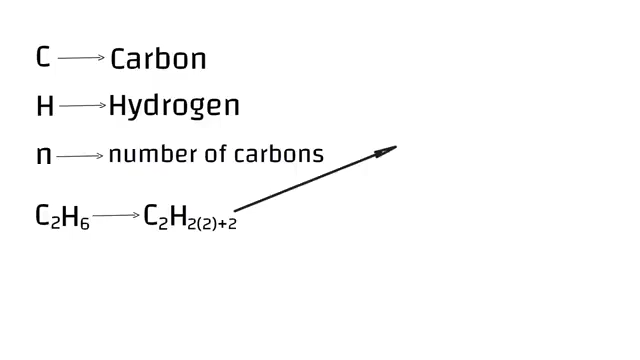 C → Carbon
H → Hydrogen
n → number of carbons
C₂H₆ → C₂H₂₍₂₎₊₂